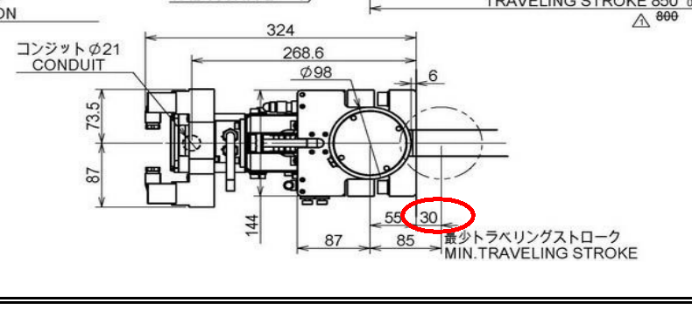 ON
TRAVELING STROKE 850
⚠1 800
324
コンジット Φ21
CONDUIT
268.6
Φ98
6
73.5
87
144
55 30
87 85
最少トラベリングストローク
MIN.TRAVELING STROKE